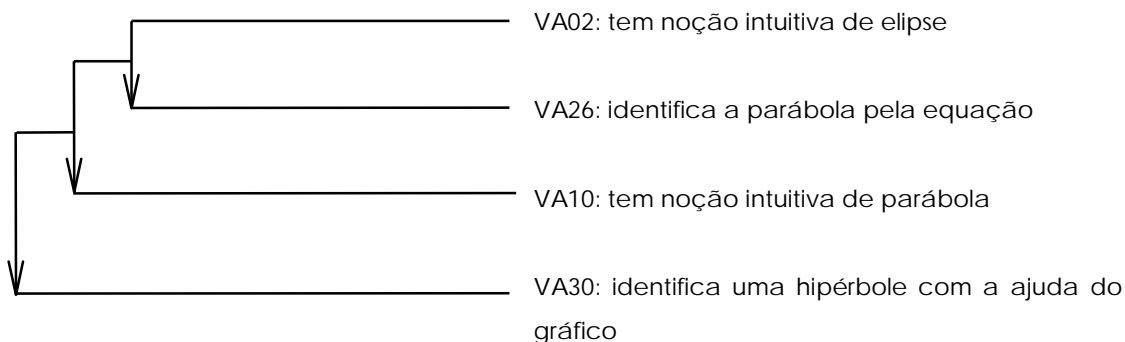 VA02: tem noção intuitiva de elipse
VA26: identifica a parábola pela equação
VA10: tem noção intuitiva de parábola
VA30: identifica uma hipérbole com a ajuda do
gráfico